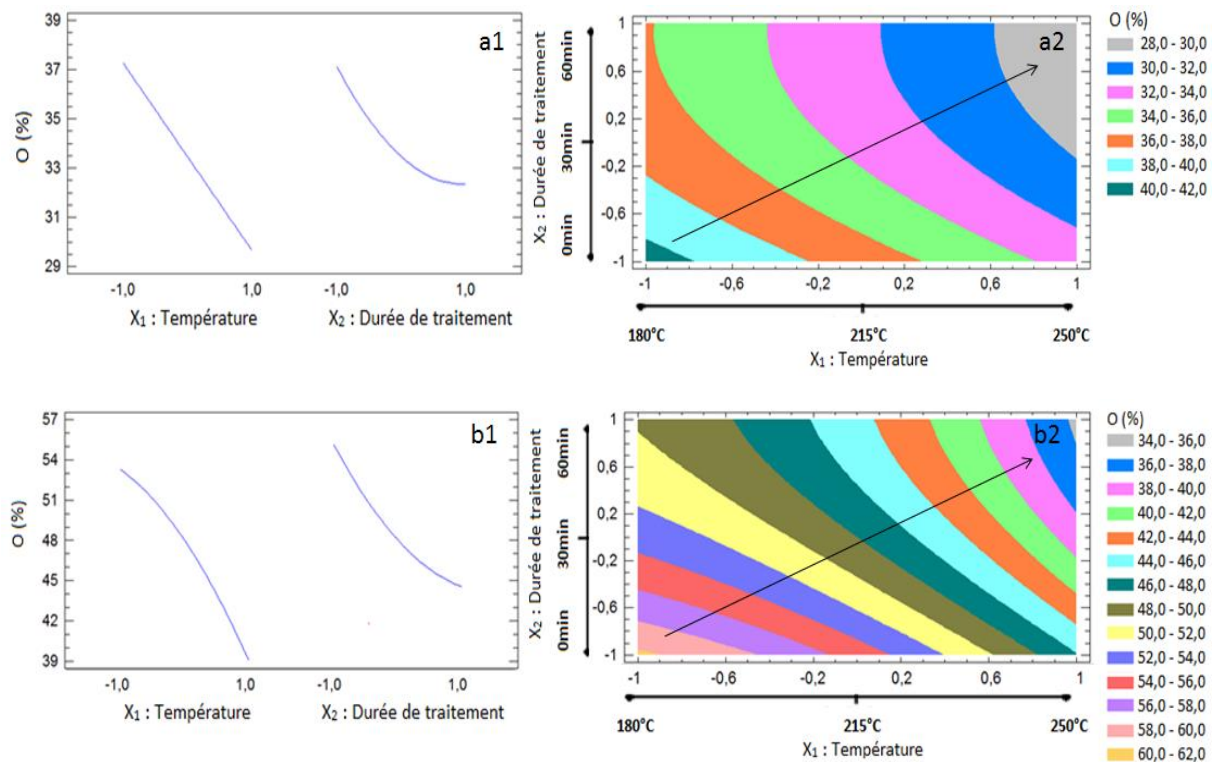 a1
39
37
35
33
31
29
O (%)
-1,0
1,0
-1,0
1,0
X₁ : Température
X₂ : Durée de traitement
X₂ : Durée de traitement
0min
30min
60min
a2
1
0,6
0,2
-0,2
-0,6
-1
-1
-0,6
-0,2
0,2
0,6
1
180°C
215°C
250°C
X₁ : Température
O (%)
28,0 - 30,0
30,0 - 32,0
32,0 - 34,0
34,0 - 36,0
36,0 - 38,0
38,0 - 40,0
40,0 - 42,0
b1
57
54
51
48
45
42
39
O (%)
-1,0
1,0
-1,0
1,0
X₁ : Température
X₂ : Durée de traitement
X₂ : Durée de traitement
0min
30min
60min
b2
1
0,6
0,2
-0,2
-0,6
-1
-1
-0,6
-0,2
0,2
0,6
1
180°C
215°C
250°C
X₁ : Température
O (%)
34,0 - 36,0
36,0 - 38,0
38,0 - 40,0
40,0 - 42,0
42,0 - 44,0
44,0 - 46,0
46,0 - 48,0
48,0 - 50,0
50,0 - 52,0
52,0 - 54,0
54,0 - 56,0
56,0 - 58,0
58,0 - 60,0
60,0 - 62,0